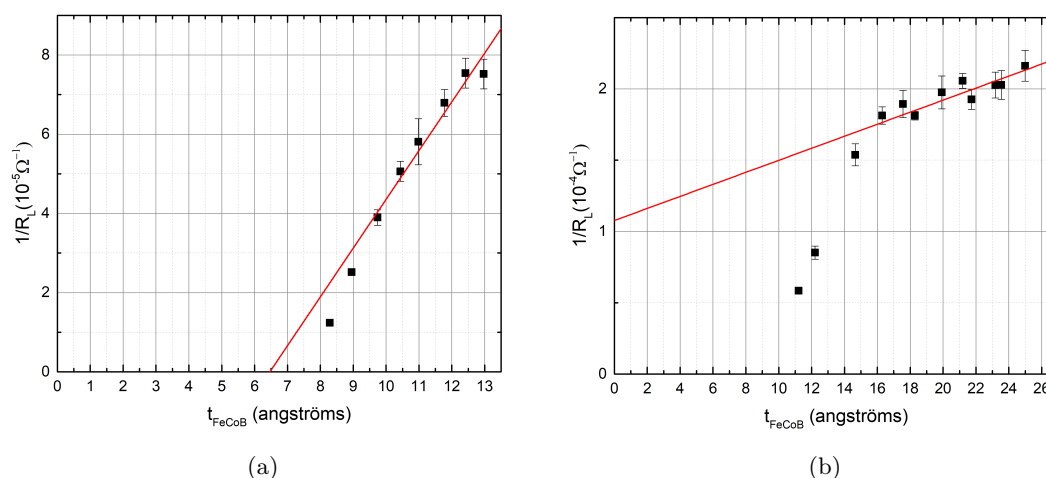 8
6
4
2
0
1/R_L(10⁻⁵Ω⁻¹)
0 1 2 3 4 5 6 7 8 9 10 11 12 13
t_FeCoB (angströms)
(a)
2
1
0
1/R_L(10⁻⁴Ω⁻¹)
0 2 4 6 8 10 12 14 16 18 20 22 24 26
t_FeCoB (angströms)
(b)